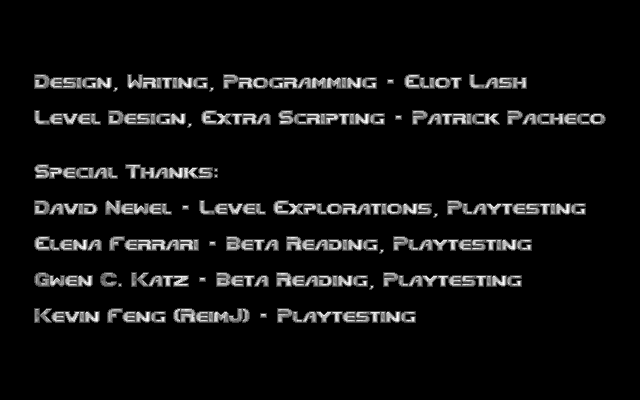 Design, Writing, Programming - Eliot Lash
Level Design, Extra Scripting - Patrick Pacheco
Special Thanks:
David Newel - Level Explorations, Playtesting
Elena Ferrari - Beta Reading, Playtesting
Gwen C. Katz - Beta Reading, Playtesting
Kevin Feng (ReimJ) - Playtesting